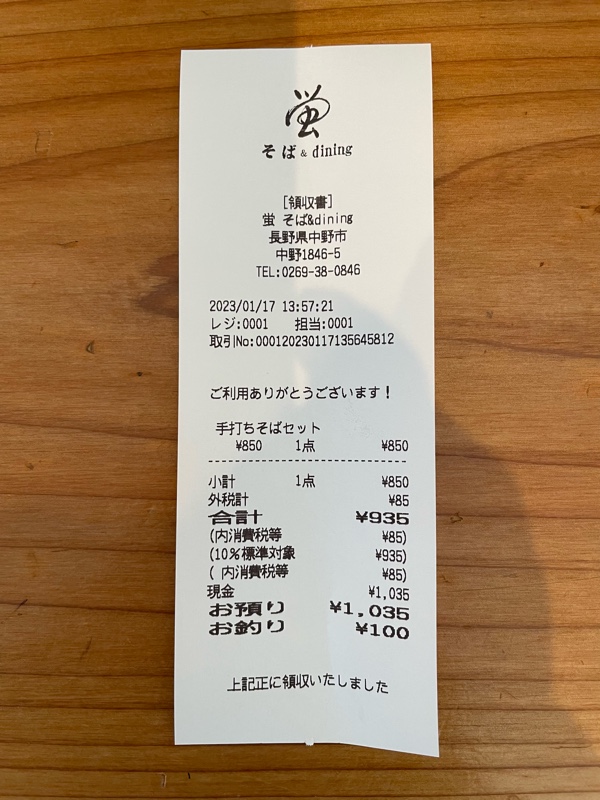 蛍
そば & dining
[領収書]
蛍 そば&dining
長野県中野市
中野1846-5
TEL:0269-38-0846
2023/01/17 13:57:21
レジ:0001 担当:0001
取引No:000120230117135645812
ご利用ありがとうございます!
手打ちそばセット
¥850 1点 ¥850
小計 1点 ¥850
外税計 ¥85
合計 ¥935
(内消費税等 ¥85)
(10%標準対象 ¥935)
( 内消費税等 ¥85)
現金 ¥1,035
お預り ¥1,035
お釣り ¥100
上記正に領収いたしました